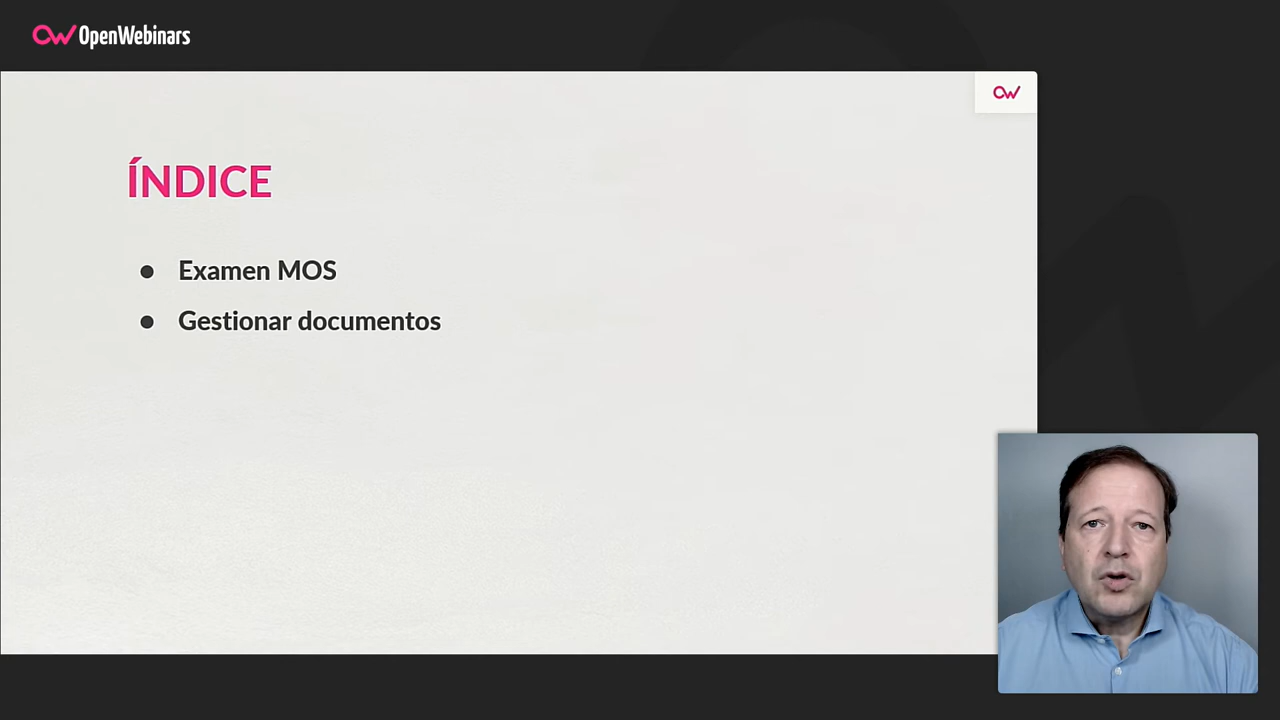 OpenWebinars
ÍNDICE
● Examen MOS
● Gestionar documentos